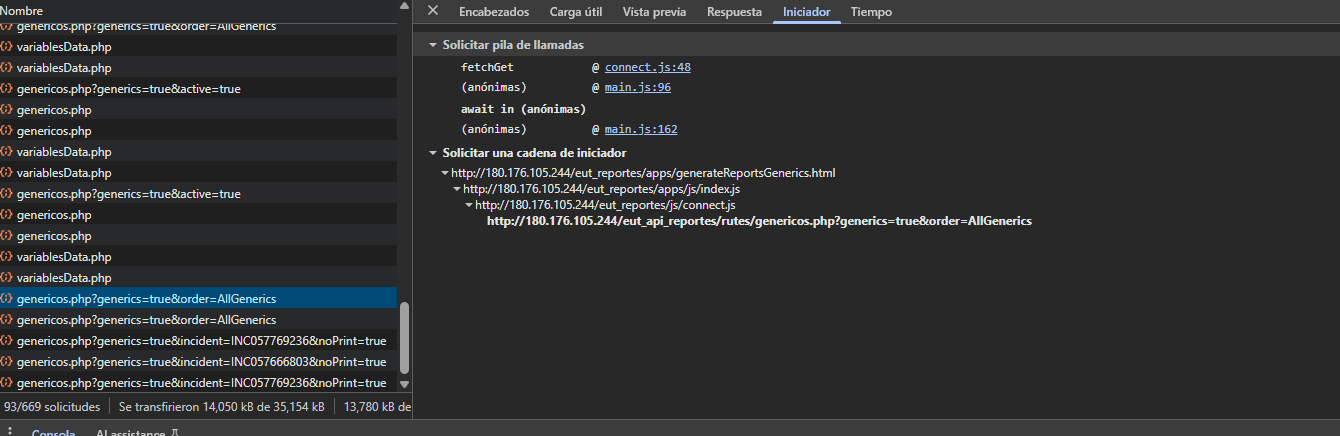 Nombre
genericos.php?generics=true&order=AllGenerics
variablesData.php
variablesData.php
genericos.php?generics=true&active=true
genericos.php
genericos.php
variablesData.php
variablesData.php
genericos.php?generics=true&active=true
genericos.php
genericos.php
variablesData.php
variablesData.php
genericos.php?generics=true&order=AllGenerics
genericos.php?generics=true&order=AllGenerics
genericos.php?generics=true&incident=INC057769236&noPrint=true
genericos.php?generics=true&incident=INC057666803&noPrint=true
genericos.php?generics=true&incident=INC057769236&noPrint=true
93/669 solicitudes Se transfirieron 14,050 kB de 35,154 kB 13,780 kB de
Encabezados Carga útil Vista previa Respuesta Iniciador Tiempo
Solicitar pila de llamadas
fetchGet @ connect.js:48
(anónimas) @ main.js:96
await in (anónimas)
(anónimas) @ main.js:162
Solicitar una cadena de iniciador
http://180.176.105.244/eut_reportes/apps/generateReportsGenerics.html
http://180.176.105.244/eut_reportes/apps/js/index.js
http://180.176.105.244/eut_reportes/js/connect.js
http://180.176.105.244/eut_api_reportes/rutes/genericos.php?generics=true&order=AllGenerics
Consola AI assistance